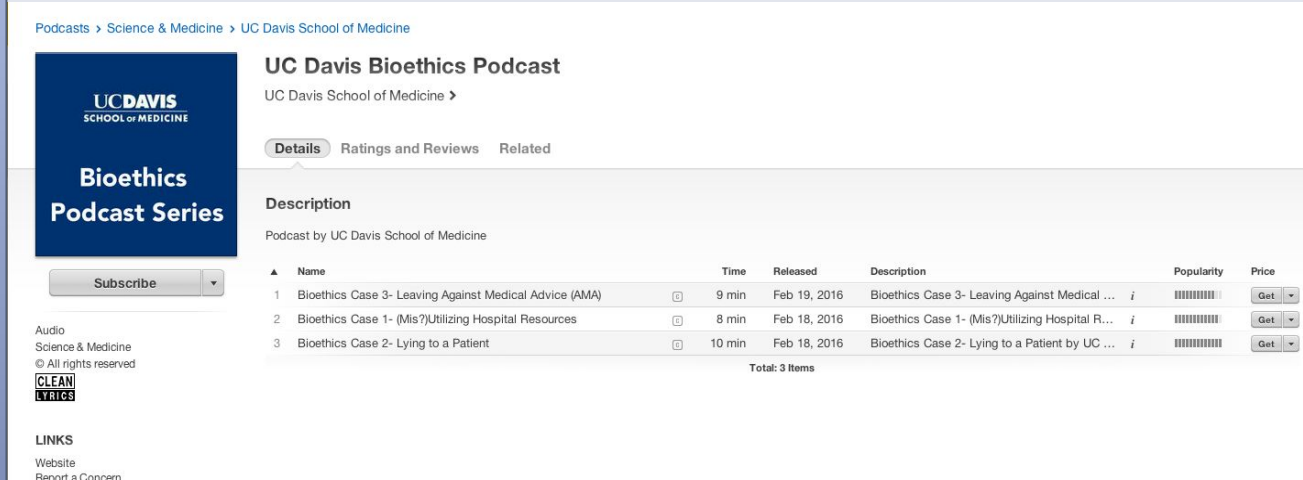 Podcasts > Science & Medicine > UC Davis School of Medicine
UCDAVIS
SCHOOL OF MEDICINE
Bioethics
Podcast Series
UC Davis Bioethics Podcast
UC Davis School of Medicine >
Details Ratings and Reviews Related
Description
Podcast by UC Davis School of Medicine
Subscribe
Audio
Science & Medicine
© All rights reserved
CLEAN
LYRICS
LINKS
Website
Report a Concern
▲ Name Time Released Description Popularity Price
1 Bioethics Case 3- Leaving Against Medical Advice (AMA) C 9 min Feb 19, 2016 Bioethics Case 3- Leaving Against Medical ... i Get
2 Bioethics Case 1- (Mis?)Utilizing Hospital Resources C 8 min Feb 18, 2016 Bioethics Case 1- (Mis?)Utilizing Hospital R... i Get
3 Bioethics Case 2- Lying to a Patient C 10 min Feb 18, 2016 Bioethics Case 2- Lying to a Patient by UC ... i Get
Total: 3 Items